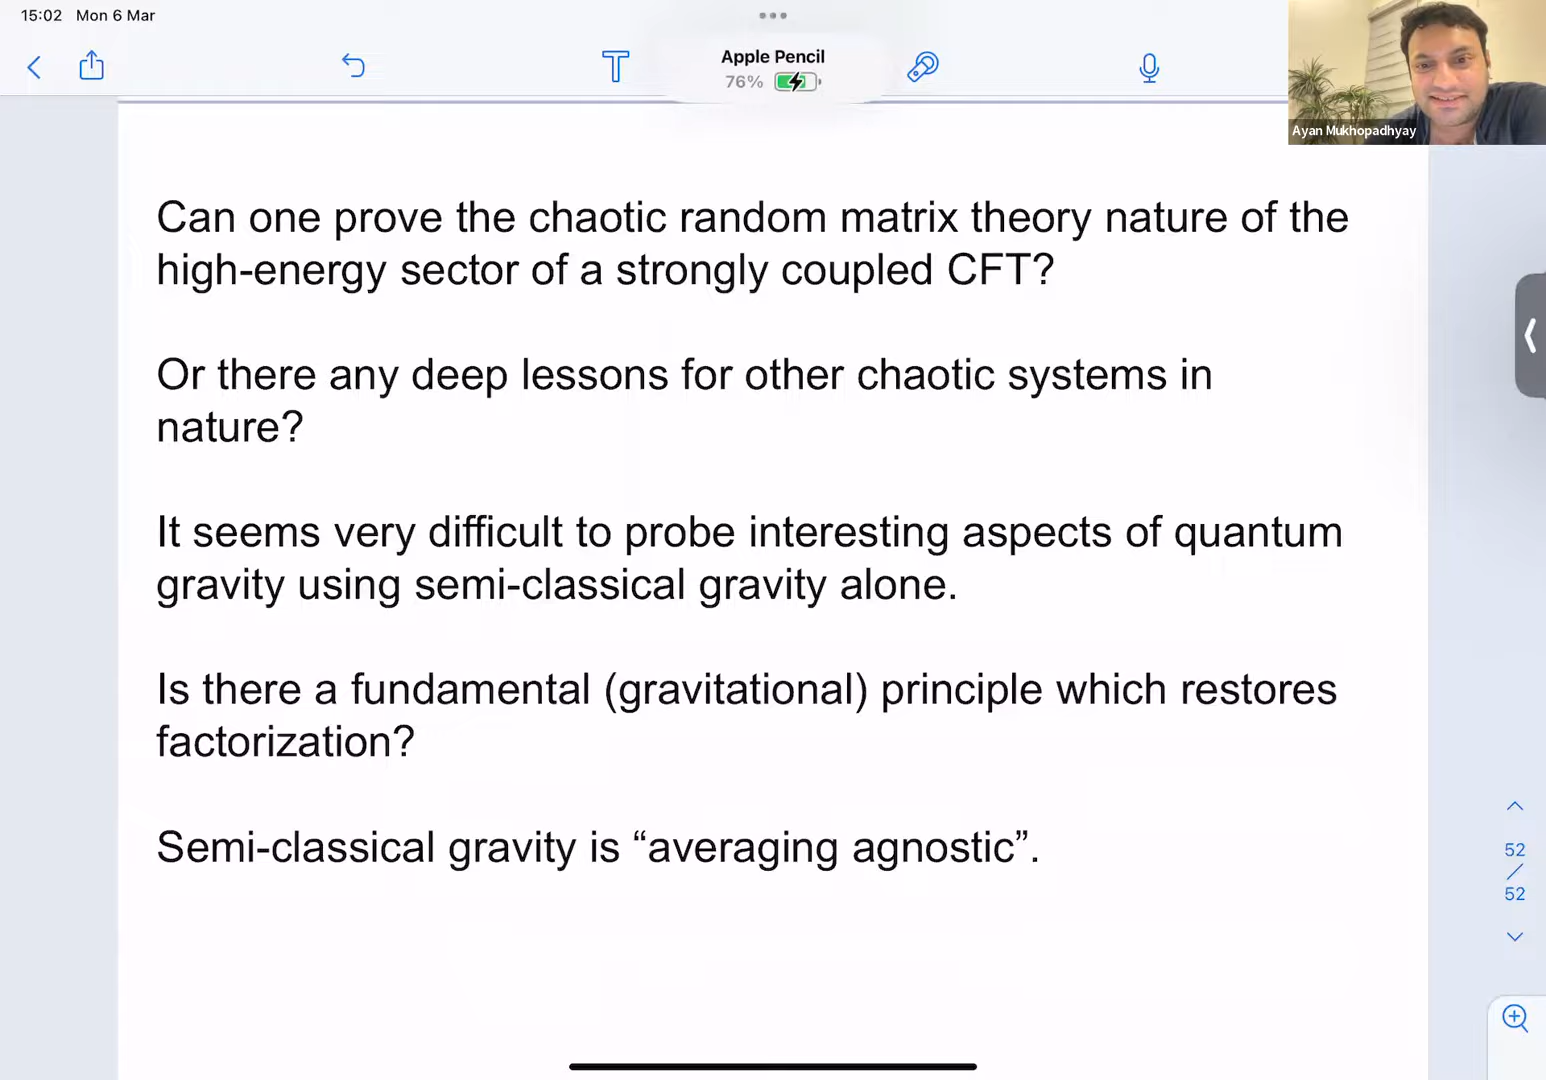 15:02 Mon 6 Mar
Apple Pencil
76%
Ayan Mukhopadhyay
Can one prove the chaotic random matrix theory nature of the
high-energy sector of a strongly coupled CFT?
Or there any deep lessons for other chaotic systems in
nature?
It seems very difficult to probe interesting aspects of quantum
gravity using semi-classical gravity alone.
Is there a fundamental (gravitational) principle which restores
factorization?
Semi-classical gravity is “averaging agnostic”.
52
/
52